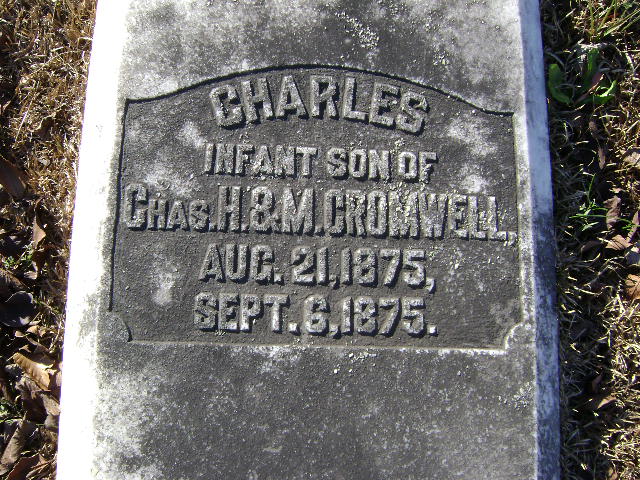 CHARLES
INFANT SON OF
CHAS. H. & M. CROMWELL,
AUG. 21, 1875,
SEPT. 6, 1875.